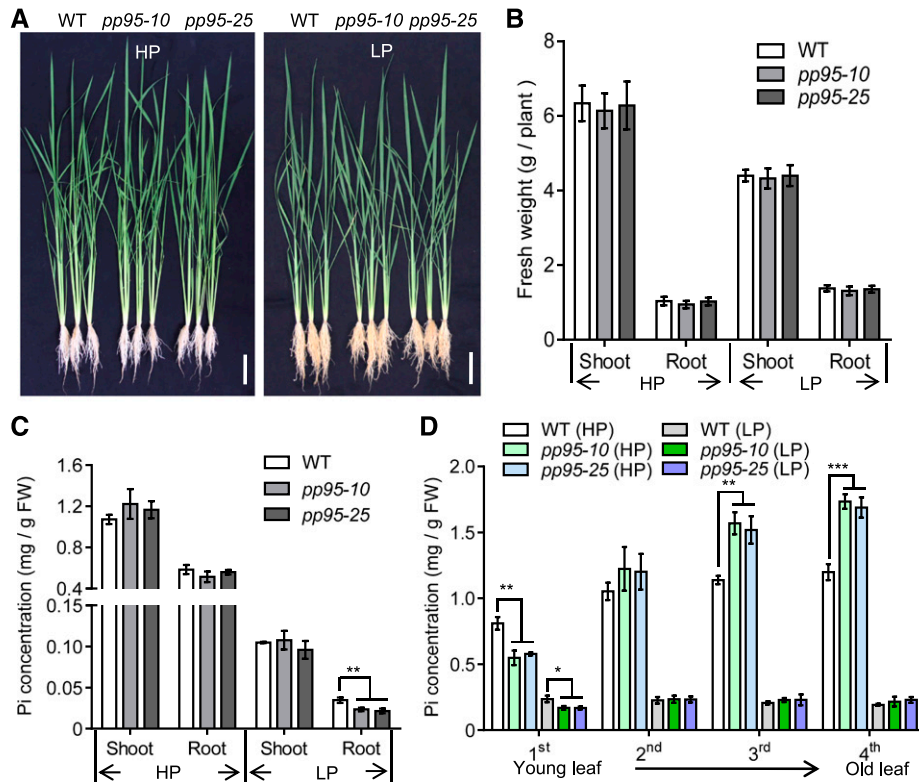 A
WT pp95-10 pp95-25
WT pp95-10 pp95-25
HP
LP
B
Fresh weight (g / plant )
8
6
4
2
0
WT
pp95-10
pp95-25
Shoot Root Shoot Root
HP LP
C
Pi concentration (mg / g FW)
1.6
1.2
0.8
0.4
0.15
0.10
0.05
0
WT
pp95-10
pp95-25
**
Shoot Root Shoot Root
HP LP
D
WT (HP) WT (LP)
pp95-10 (HP) pp95-10 (LP)
pp95-25 (HP) pp95-25 (LP)
Pi concentration (mg / g FW)
2.0
1.5
1.0
0.5
0
**
*
**
***
1st 2nd 3rd 4th
Young leaf Old leaf